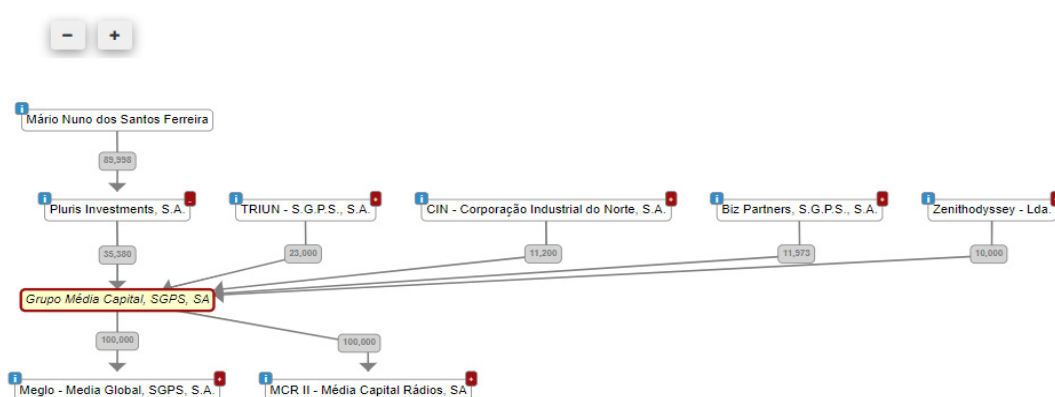 − +
i
Mário Nuno dos Santos Ferreira
89,998
i Pluris Investments, S.A. -
i TRIUN - S.G.P.S., S.A. +
i CIN - Corporação Industrial do Norte, S.A. +
i Biz Partners, S.G.P.S., S.A. +
i Zenithodyssey - Lda. +
35,380 23,000 11,200 11,973 10,000
Grupo Média Capital, SGPS, SA
100,000 100,000
i Meglo - Media Global, SGPS, S.A. +
i MCR II - Média Capital Rádios, SA +